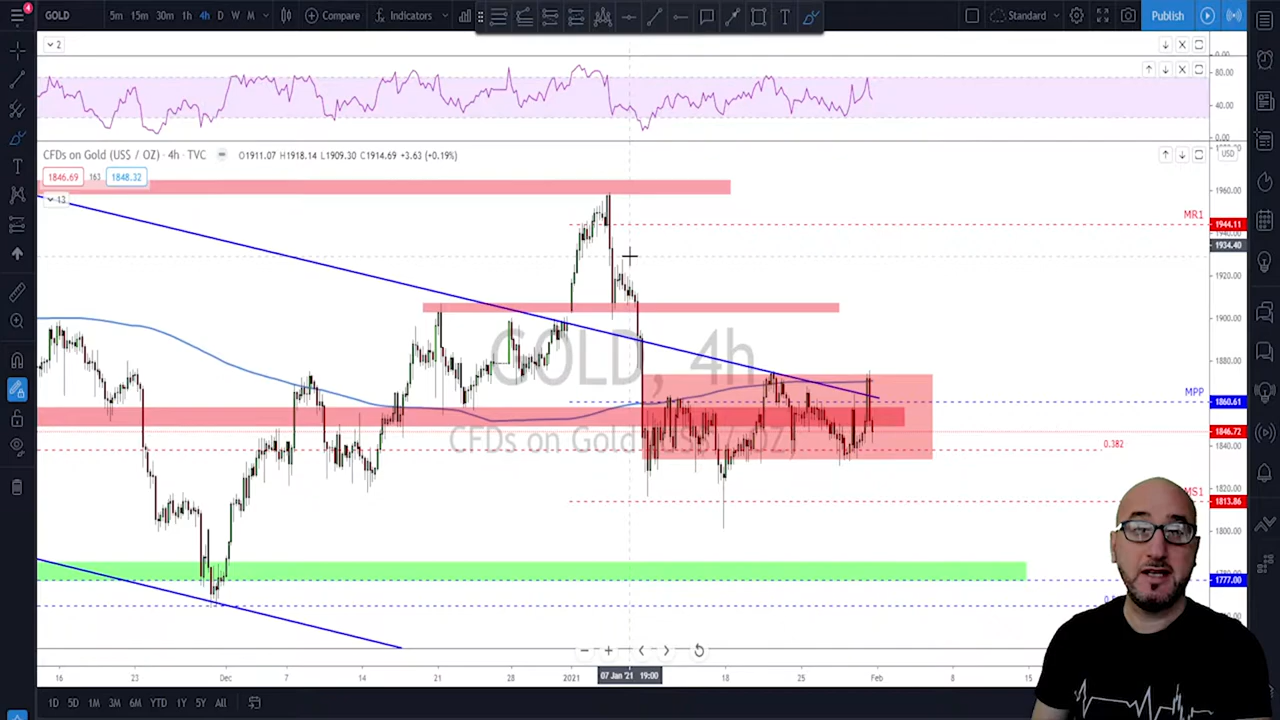 4
GOLD 5m 15m 30m 1h 4h D W M Compare Indicators Standard Publish
2
80.00
40.00
0.00
CFDs on Gold (US$ / OZ) · 4h · TVC O1911.07 H1918.14 L1909.30 C1914.69 +3.63 (+0.19%)
USD
1846.69 163 1848.32
13
1960.00
MR1
1944.11
1940.00
1934.40
1920.00
1900.00
GOLD, 4h
1880.00
MPP
1860.61
1846.72
CFDs on Gold (US$ / OZ)
0.382
1840.00
1820.00
MS1
1813.86
1800.00
1777.00
16 23 Dec 7 14 21 28 2021 07 Jan '21 19:00 18 25 Feb 8 15
1D 5D 1M 3M 6M YTD 1Y 5Y All